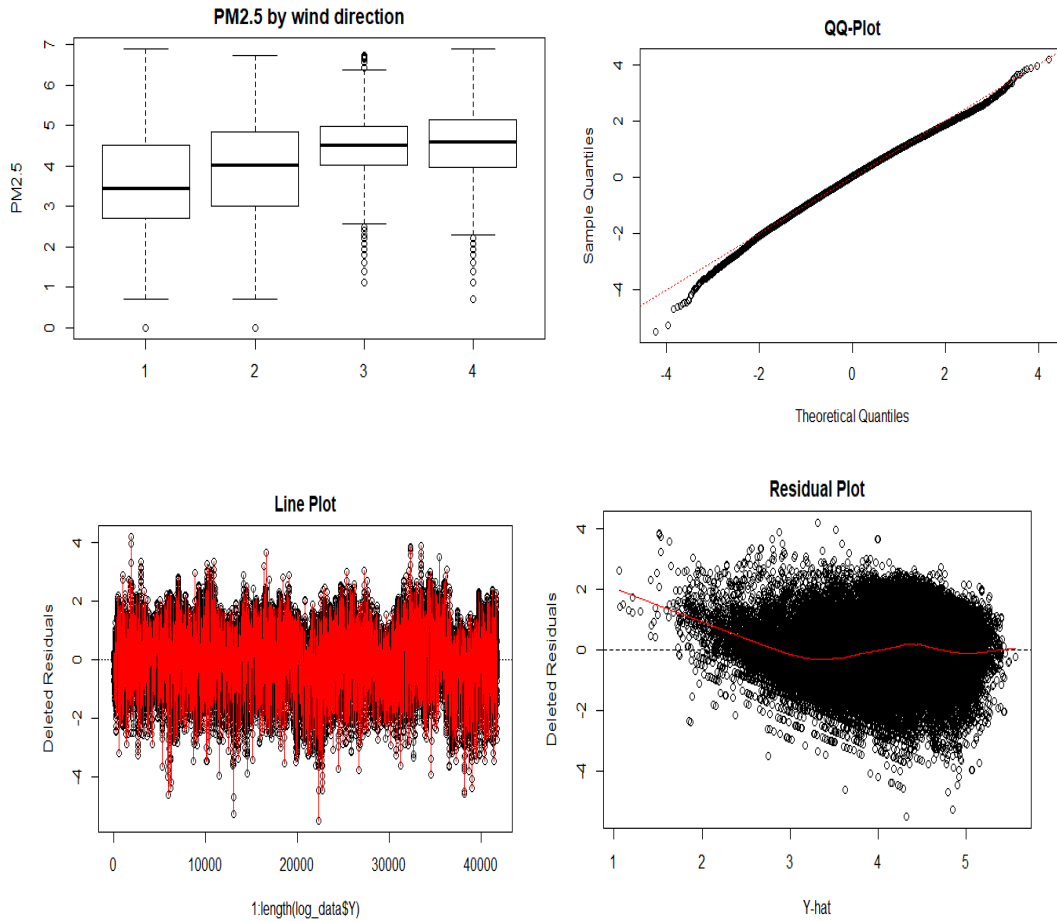 PM2.5 by wind direction
PM2.5
7
6
5
4
3
2
1
0
1 2 3 4
QQ-Plot
Sample Quantiles
4
2
0
-2
-4
-4 -2 0 2 4
Theoretical Quantiles
Line Plot
Deleted Residuals
4
2
0
-2
-4
0 10000 20000 30000 40000
1:length(log_data$Y)
Residual Plot
Deleted Residuals
4
2
0
-2
-4
1 2 3 4 5
Y-hat